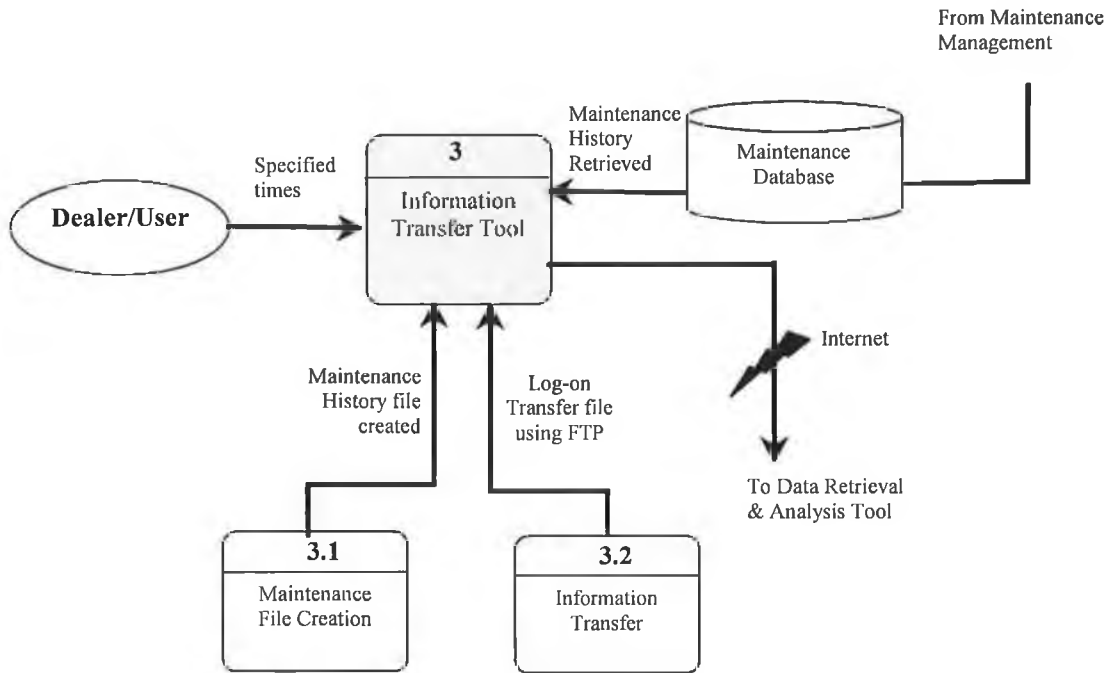 From Maintenance
Management
Maintenance
History
Retrieved
Maintenance
Database
3
Information
Transfer Tool
Specified
times
Dealer/User
Internet
Maintenance
History file
created
Log-on
Transfer file
using FTP
To Data Retrieval
& Analysis Tool
3.1
Maintenance
File Creation
3.2
Information
Transfer